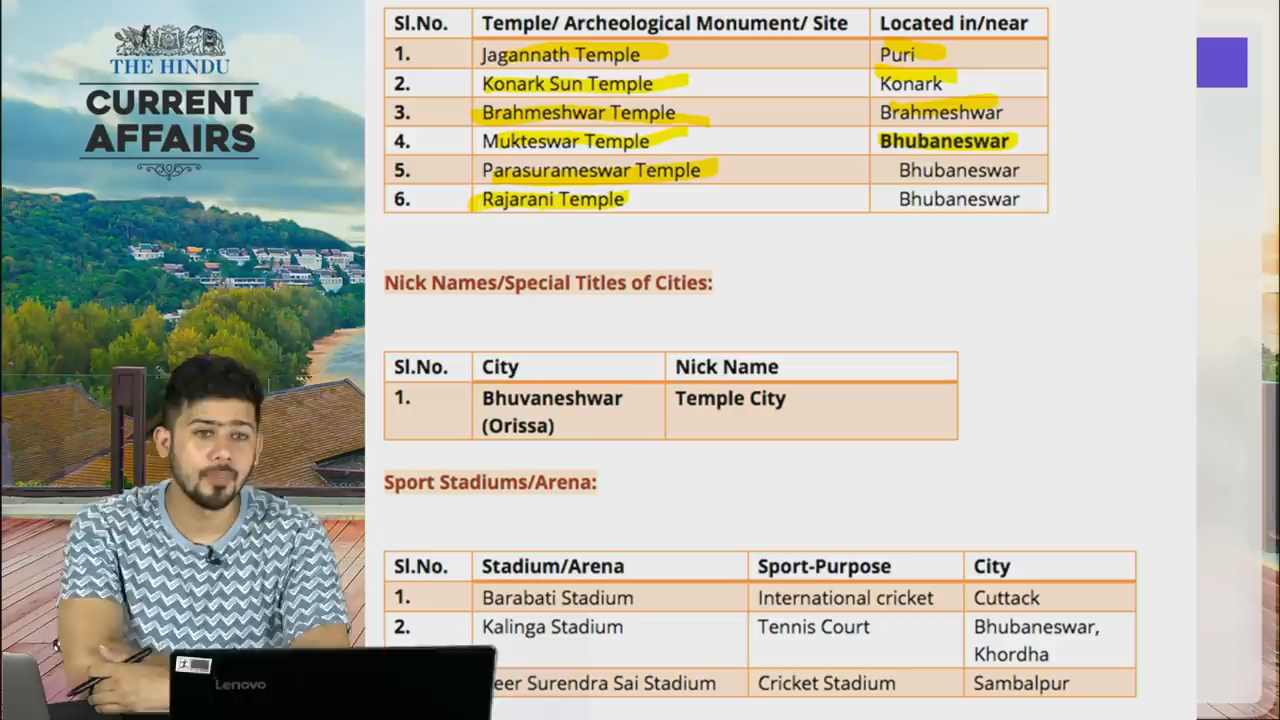 THE HINDU
CURRENT
AFFAIRS
Sl.No. Temple/ Archeological Monument/ Site Located in/near
1. Jagannath Temple Puri
2. Konark Sun Temple Konark
3. Brahmeshwar Temple Brahmeshwar
4. Mukteswar Temple Bhubaneswar
5. Parasurameswar Temple Bhubaneswar
6. Rajarani Temple Bhubaneswar
Nick Names/Special Titles of Cities:
Sl.No. City Nick Name
1. Bhuvaneshwar Temple City
(Orissa)
Sport Stadiums/Arena:
Sl.No. Stadium/Arena Sport-Purpose City
1. Barabati Stadium International cricket Cuttack
2. Kalinga Stadium Tennis Court Bhubaneswar,
Khordha
eer Surendra Sai Stadium Cricket Stadium Sambalpur
Lenovo